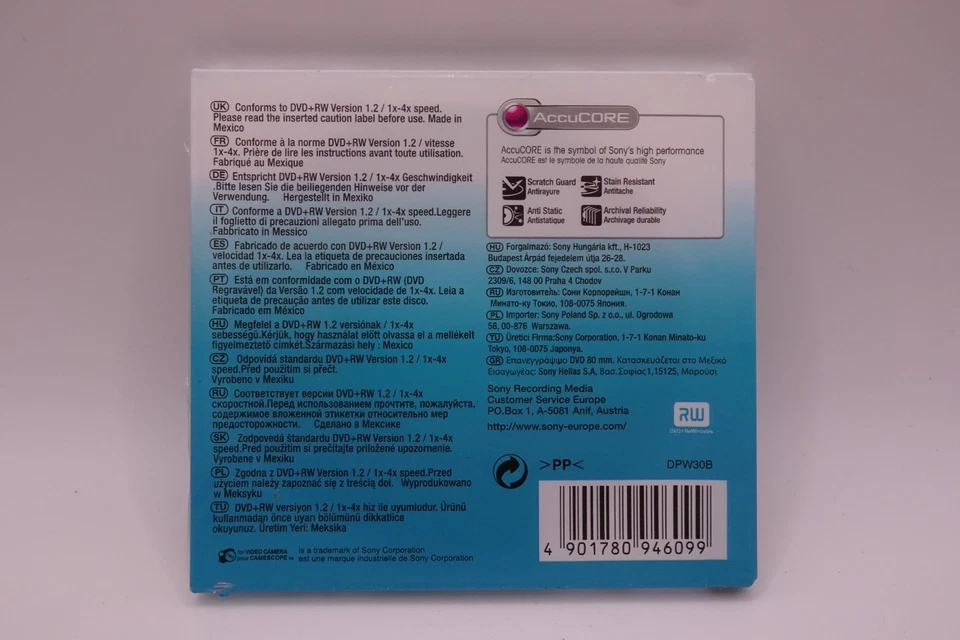 UK Conforms to DVD+RW Version 1.2 / 1x-4x speed.
Please read the inserted caution label before use. Made in
Mexico
FR Conforme à la norme DVD+RW Version 1.2 / vitesse
1x-4x. Prière de lire les instructions avant toute utilisation.
Fabriqué au Mexique
DE Entspricht DVD+RW Version 1.2 / 1x-4x Geschwindigkeit
.Bitte lesen Sie die beiliegenden Hinweise vor der
Verwendung. Hergestellt in Mexiko
IT Conforme a DVD+RW Version 1.2 / 1x-4x speed.Leggere
il foglietto di precauzioni allegato prima dell'uso.
Fabbricato in Messico
ES Fabricado de acuerdo con DVD+RW Version 1.2 /
velocidad 1x-4x. Lea la etiqueta de precauciones insertada
antes de utilizarlo. Fabricado en México
PT Está em conformidade com o DVD+RW (DVD
Regravável) da Versão 1.2 com velocidade de 1x-4x. Leia a
etiqueta de precaução antes de utilizar este disco.
Fabricado em México
HU Megfelel a DVD+RW 1.2 versiónak / 1x-4x
sebességű.Kérjük, hogy használat előtt olvassa el a mellékelt
figyelmeztető címkét.Származási hely : Mexico
CZ Odpovídá standardu DVD+RW Version 1.2 / 1x-4x
speed.Pred použitím si přečt.
Vyrobeno v Mexiku
RU Соответствует версии DVD+RW Version 1.2 / 1x-4x
скоростной.Перед использованием прочтите, пожалуйста,
содержимое вложенной этикетки относительно мер
предосторожности. Сделано в Мексике
SK Zodpovedá štandardu DVD+RW Version 1.2 / 1x-4x
speed.Pred použitím si prečítajte priložené upozornenie.
Vyrobeno v Mexiku
PL Zgodna z DVD+RW Version 1.2 / 1x-4x speed.Przed
użyciem należy zapoznać się z treścią doi. Wyprodukowano
w Meksyku
TU DVD+RW versiyon 1.2 / 1x-4x hiz ile uyumludur. Ürünü
kullanmadan önce uyarı bölümünü dikkatlice
okuyunuz. Üretim Yeri: Meksika
for VIDEO CAMERA
pour CAMESCOPE TM
is a trademark of Sony Corporation
est une marque industrielle de Sony Corporation
AccuCORE
AccuCORE is the symbol of Sony's high performance
AccuCORE est le symbole de la haute qualité Sony
Scratch Guard
Antirayure
Stain Resistant
Antitache
Anti Static
Antistatique
Archival Reliability
Archivage durable
HU Forgalmazó: Sony Hungária kft., H-1023
Budapest Árpád fejedelem útja 26-28.
CZ Dovozce: Sony Czech spol. s.r.o. V Parku
2309/6, 148 00 Praha 4 Chodov
RU Изготовитель: Сони Корпорейшн, 1-7-1 Конан
Минато-ку Токио, 108-0075 Япония.
PL Importer: Sony Poland Sp. z o.o., ul. Ogrodowa
58, 00-876 Warszawa.
TU Üretici Firma:Sony Corporation, 1-7-1 Konan Minato-ku
Tokyo, 108-0075 Japonya.
GR Επανεγγράψιμο DVD 80 mm. Κατασκευάζεται στο Μεξικό
Εισαγωγέας: Sony Hellas S.A, Βασ.Σοφίας1,15125, Μαρούσι
Sony Recording Media
Customer Service Europe
PO.Box 1, A-5081 Anif, Austria
http://www.sony-europe.com/
RW
DVD+ReWritable
>PP<
DPW30B
4 901780 946099